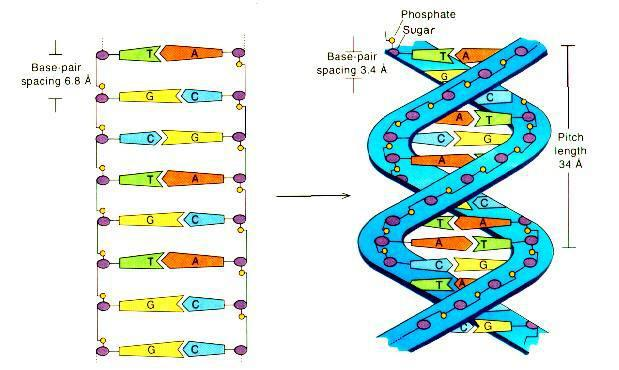 Phosphate
Sugar
Base-pair
spacing 6.8 Å
T A
G C
C G
T A
G C
T A
G C
G C
Base-pair
spacing 3.4 Å
T A
G
C
A T
C G
A
C
T A
A T
C G
T A
C G
Pitch
length
34 Å